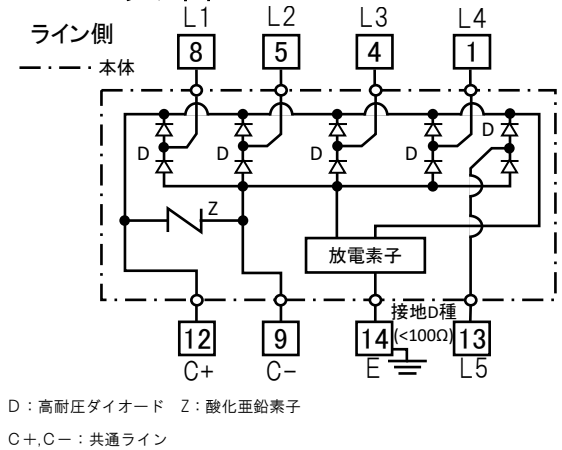 L1 L2 L3 L4
ライン側
8 5 4 1
本体
D D D D D
Z
放電素子
接地D種
(<100Ω)
12 9 14 13
C+ C- E L5
D:高耐圧ダイオード Z:酸化亜鉛素子
C+,C-:共通ライン